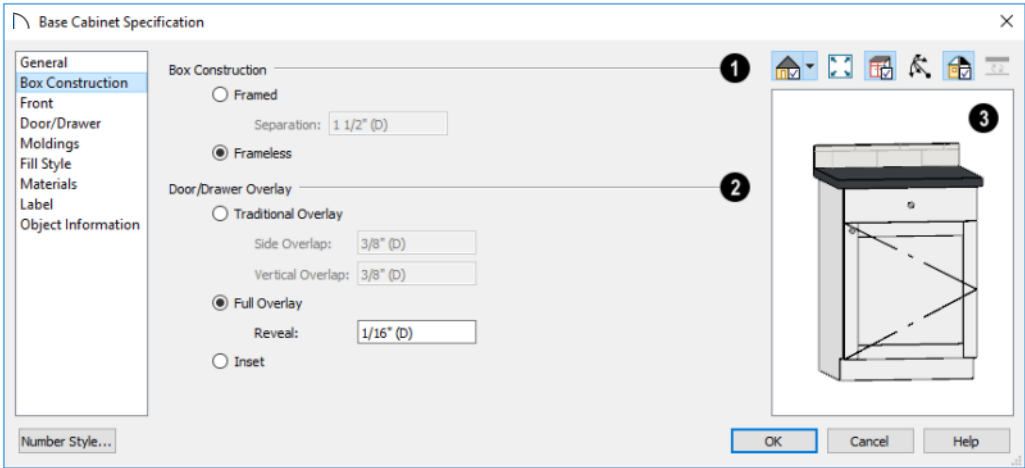 Base Cabinet Specification
General
Box Construction
Front
Door/Drawer
Moldings
Fill Style
Materials
Label
Object Information
Box Construction
1
Framed
Separation: 1 1/2" (D)
Frameless
Door/Drawer Overlay
2
Traditional Overlay
Side Overlap: 3/8" (D)
Vertical Overlap: 3/8" (D)
Full Overlay
Reveal: 1/16" (D)
Inset
3
Number Style...
OK Cancel Help